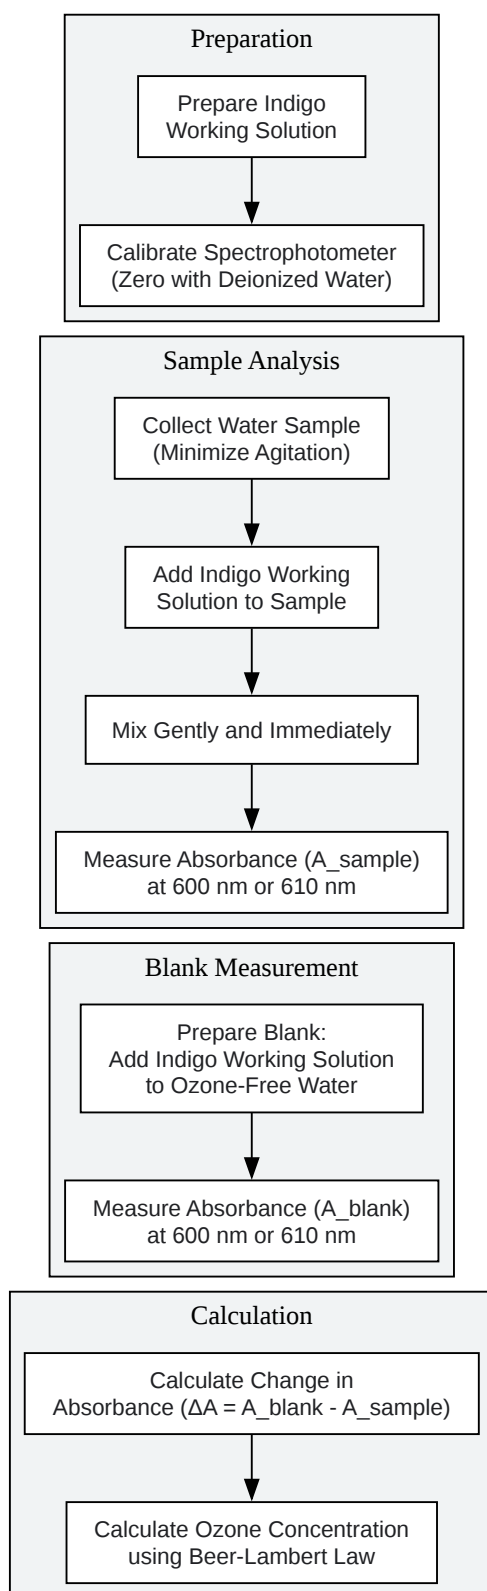 Preparation
Prepare Indigo
Working Solution
Calibrate Spectrophotometer
(Zero with Deionized Water)
Sample Analysis
Collect Water Sample
(Minimize Agitation)
Add Indigo Working
Solution to Sample
Mix Gently and Immediately
Measure Absorbance (A_sample)
at 600 nm or 610 nm
Blank Measurement
Prepare Blank:
Add Indigo Working Solution
to Ozone-Free Water
Measure Absorbance (A_blank)
at 600 nm or 610 nm
Calculation
Calculate Change in
Absorbance (ΔA = A_blank - A_sample)
Calculate Ozone Concentration
using Beer-Lambert Law